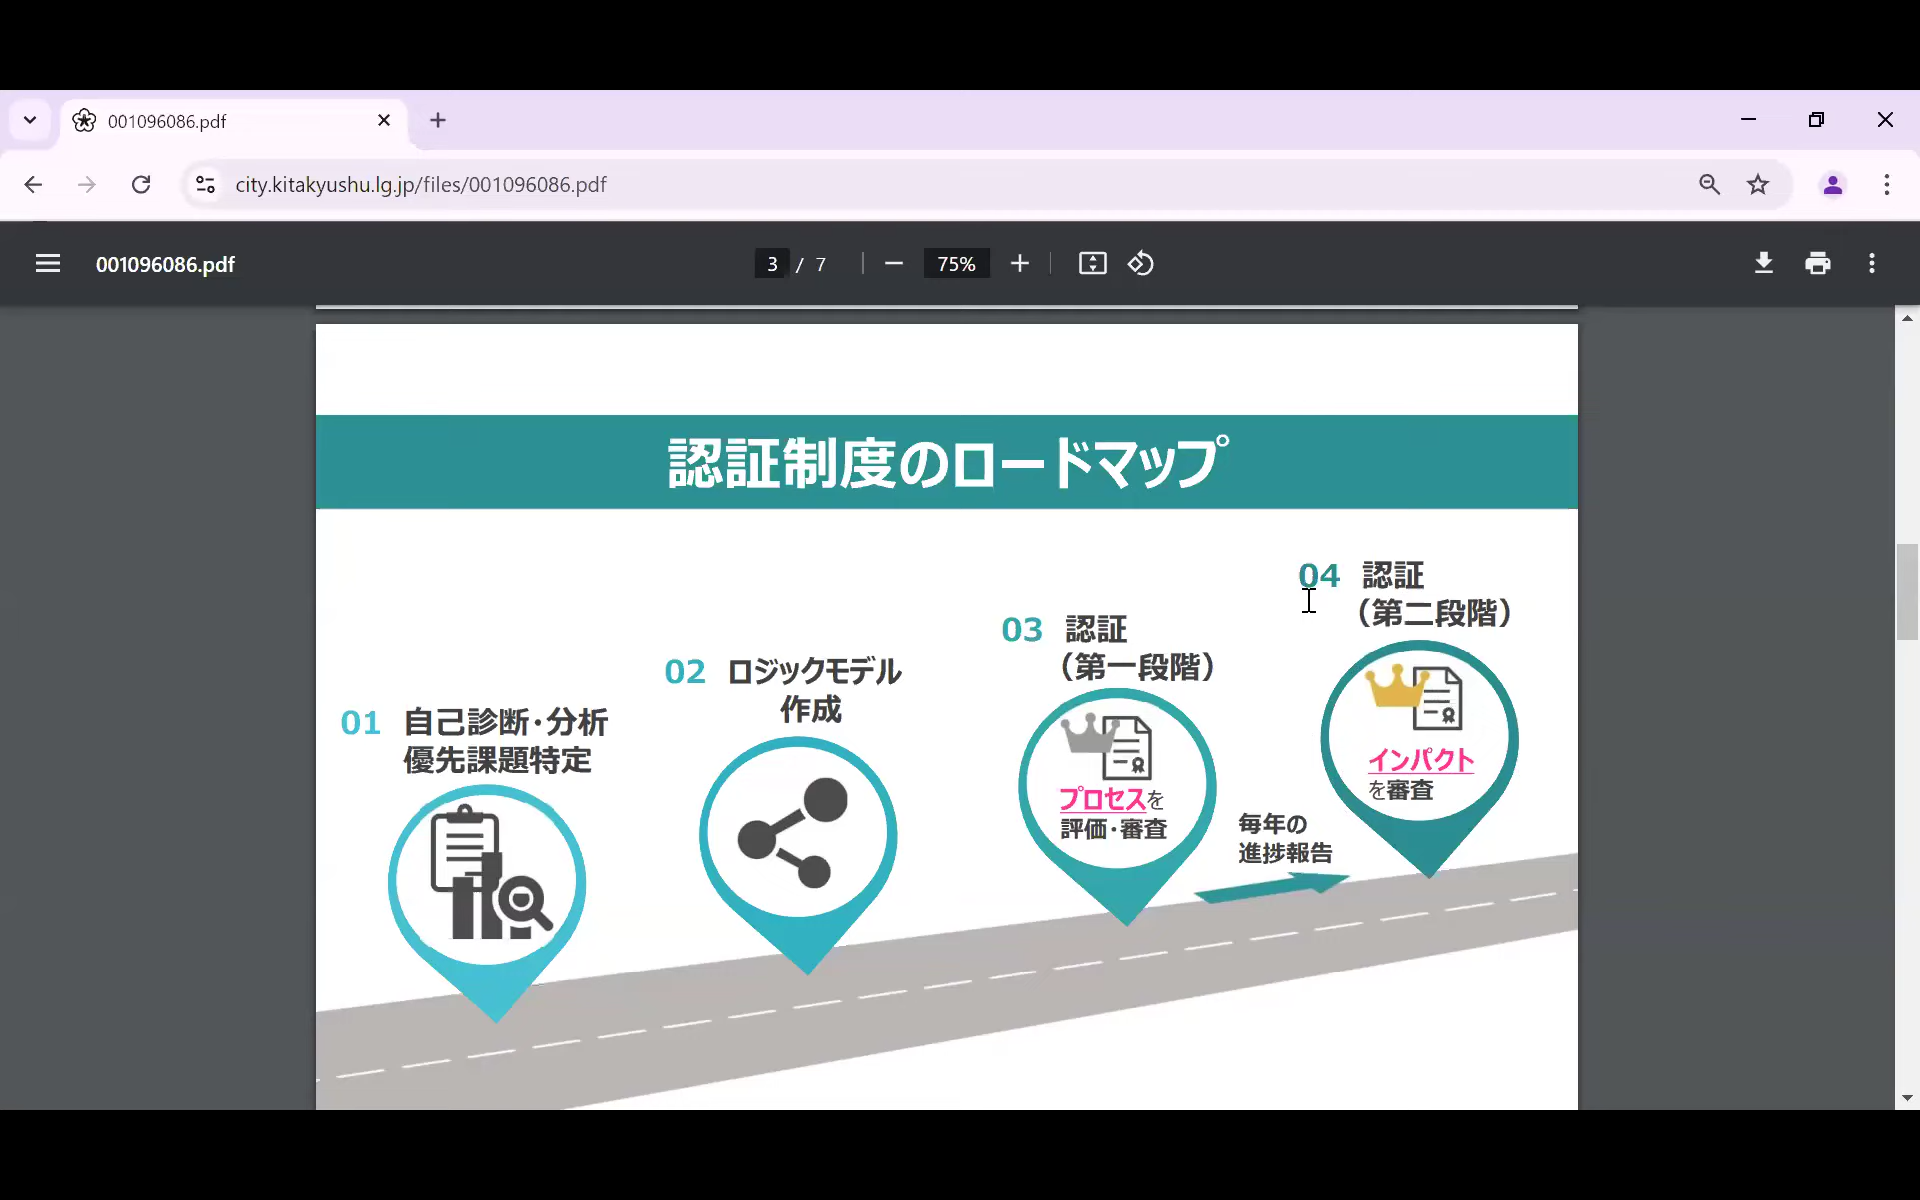 001096086.pdf
city.kitakyushu.lg.jp/files/001096086.pdf
001096086.pdf
3 / 7
75%
認証制度のロードマップ
01 自己診断・分析
優先課題特定
02 ロジックモデル
作成
03 認証
（第一段階）
プロセスを
評価・審査
毎年の
進捗報告
04 認証
（第二段階）
インパクト
を審査